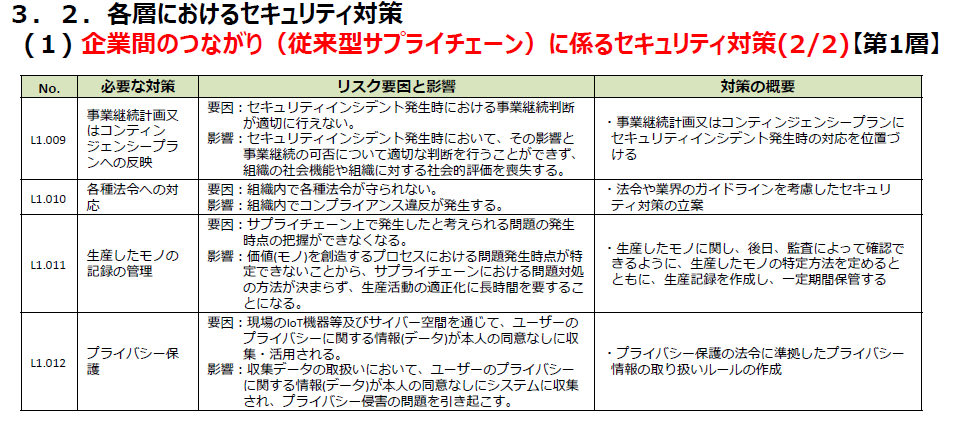 ３．２．各層におけるセキュリティ対策
（１）企業間のつながり（従来型サプライチェーン）に係るセキュリティ対策(2/2)【第1層】
No.
必要な対策
リスク要因と影響
対策の概要
L1.009
事業継続計画又
はコンティン
ジェンシープラ
ンへの反映
要因：セキュリティインシデント発生時における事業継続判断
が適切に行えない。
影響：セキュリティインシデント発生時において、その影響と
事業継続の可否について適切な判断を行うことができず、
組織の社会機能や組織に対する社会的評価を喪失する。
・事業継続計画又はコンティンジェンシープランに
セキュリティインシデント発生時の対応を位置づ
ける
L1.010
各種法令への対
応
要因：組織内で各種法令が守られない。
影響：組織内でコンプライアンス違反が発生する。
・法令や業界のガイドラインを考慮したセキュリ
ティ対策の立案
L1.011
生産したモノの
記録の管理
要因：サプライチェーン上で発生したと考えられる問題の発生
時点の把握ができなくなる。
影響：価値(モノ)を創造するプロセスにおける問題発生時点が特
定できないことから、サプライチェーンにおける問題対処
の方法が決まらず、生産活動の適正化に長時間を要するこ
とになる。
・生産したモノに関し、後日、監査によって確認で
きるように、生産したモノの特定方法を定めると
ともに、生産記録を作成し、一定期間保管する
L1.012
プライバシー保
護
要因：現場のIoT機器等及びサイバー空間を通じて、ユーザーの
プライバシーに関する情報(データ)が本人の同意なしに収
集・活用される。
影響：収集データの取扱いにおいて、ユーザーのプライバシー
に関する情報(データ)が本人の同意なしにシステムに収集
され、プライバシー侵害の問題を引き起こす。
・プライバシー保護の法令に準拠したプライバシー
情報の取り扱いルールの作成